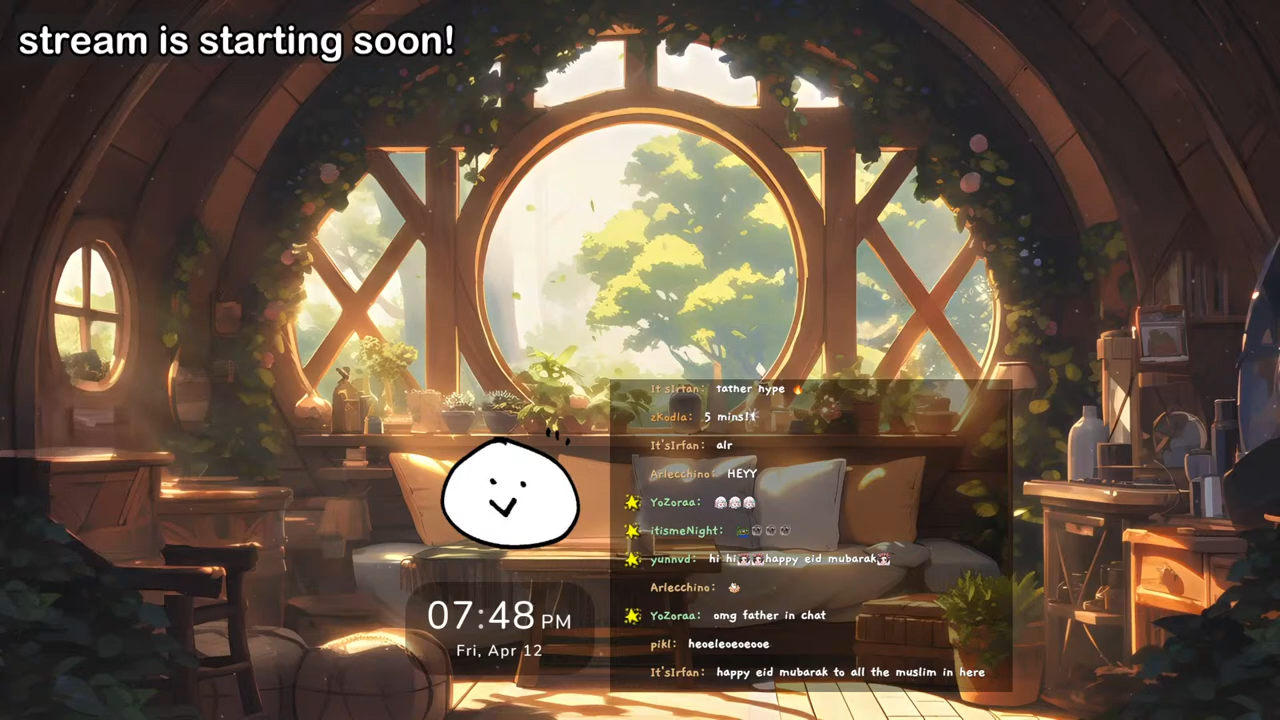 stream is starting soon!
It'sIrfan: father hype
zKodla: 5 mins!!
It'sIrfan: alr
Arlecchino: HEYY
YoZoraa:
itismeNight:
yunnvd: hi hi happy eid mubarak
Arlecchino:
YoZoraa: omg father in chat
pikl: heoeleoeoeooe
It'sIrfan: happy eid mubarak to all the muslim in here
07:48 PM
Fri, Apr 12